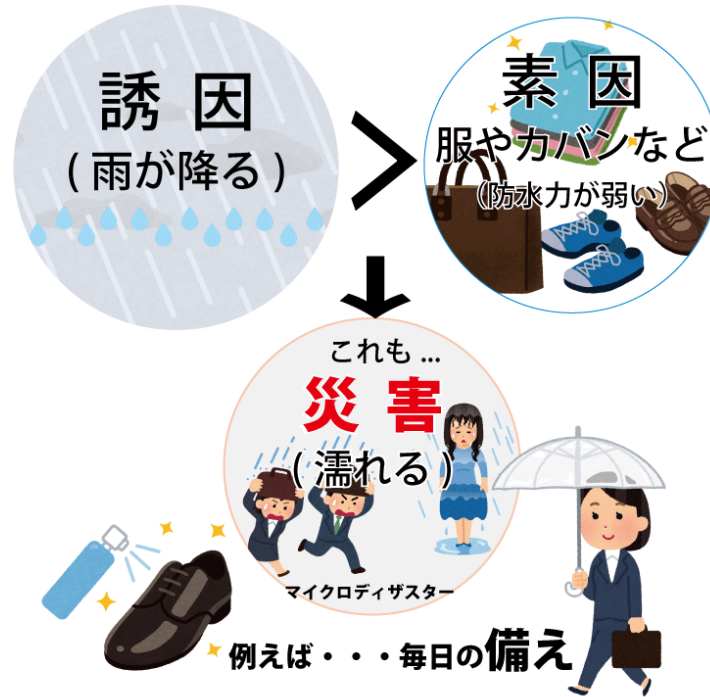 誘因
(雨が降る)
>
素因
服やカバンなど
(防水力が弱い)
これも...
災害
(濡れる)
マイクロディザスター
例えば・・・毎日の備え